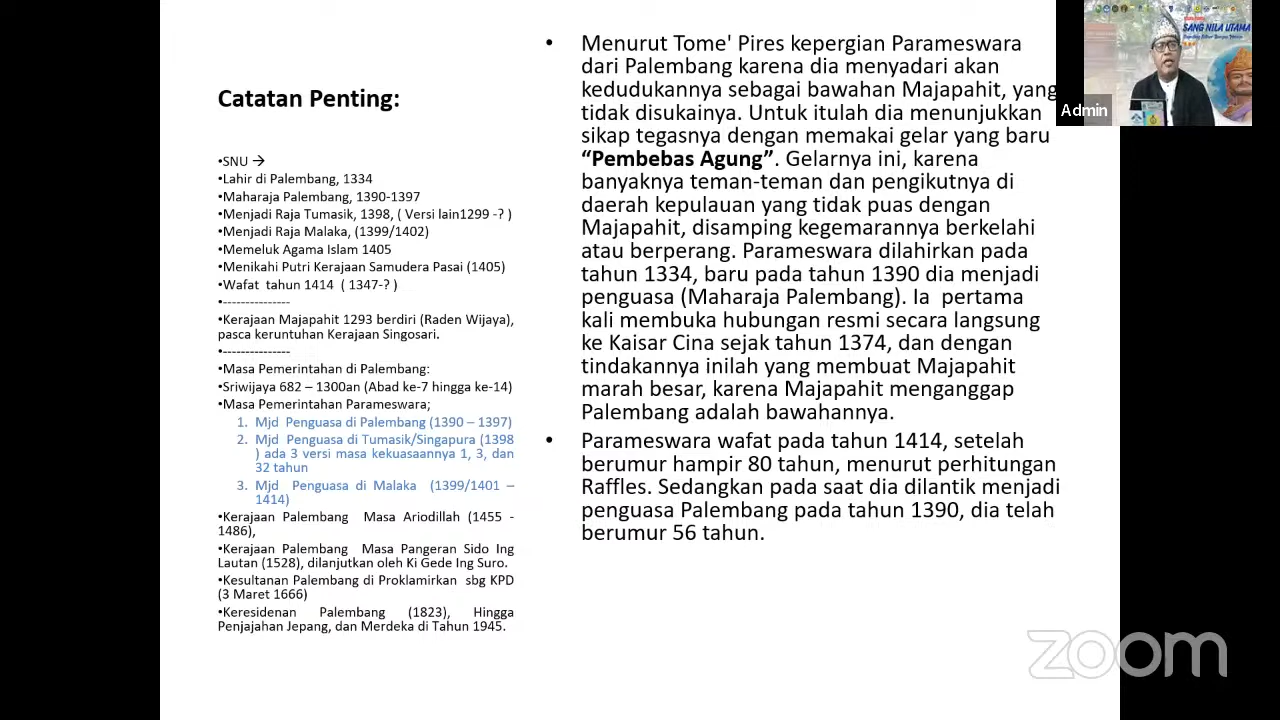 Catatan Penting:
•SNU →
•Lahir di Palembang, 1334
•Maharaja Palembang, 1390-1397
•Menjadi Raja Tumasik, 1398, ( Versi lain1299 -? )
•Menjadi Raja Malaka, (1399/1402)
•Memeluk Agama Islam 1405
•Menikahi Putri Kerajaan Samudera Pasai (1405)
•Wafat tahun 1414 ( 1347-? )
•---------------
•Kerajaan Majapahit 1293 berdiri (Raden Wijaya),
pasca keruntuhan Kerajaan Singosari.
•---------------
•Masa Pemerintahan di Palembang:
•Sriwijaya 682 – 1300an (Abad ke-7 hingga ke-14)
•Masa Pemerintahan Parameswara;
1. Mjd Penguasa di Palembang (1390 – 1397)
2. Mjd Penguasa di Tumasik/Singapura (1398
) ada 3 versi masa kekuasaannya 1, 3, dan
32 tahun
3. Mjd Penguasa di Malaka (1399/1401 –
1414)
•Kerajaan Palembang Masa Ariodillah (1455 -
1486),
•Kerajaan Palembang Masa Pangeran Sido Ing
Lautan (1528), dilanjutkan oleh Ki Gede Ing Suro.
•Kesultanan Palembang di Proklamirkan sbg KPD
(3 Maret 1666)
•Keresidenan Palembang (1823), Hingga
Penjajahan Jepang, dan Merdeka di Tahun 1945.
• Menurut Tome' Pires kepergian Parameswara
dari Palembang karena dia menyadari akan
kedudukannya sebagai bawahan Majapahit, yang
tidak disukainya. Untuk itulah dia menunjukkan
sikap tegasnya dengan memakai gelar yang baru
“Pembebas Agung”. Gelarnya ini, karena
banyaknya teman-teman dan pengikutnya di
daerah kepulauan yang tidak puas dengan
Majapahit, disamping kegemarannya berkelahi
atau berperang. Parameswara dilahirkan pada
tahun 1334, baru pada tahun 1390 dia menjadi
penguasa (Maharaja Palembang). Ia pertama
kali membuka hubungan resmi secara langsung
ke Kaisar Cina sejak tahun 1374, dan dengan
tindakannya inilah yang membuat Majapahit
marah besar, karena Majapahit menganggap
Palembang adalah bawahannya.
• Parameswara wafat pada tahun 1414, setelah
berumur hampir 80 tahun, menurut perhitungan
Raffles. Sedangkan pada saat dia dilantik menjadi
penguasa Palembang pada tahun 1390, dia telah
berumur 56 tahun.
SANG NILA UTAMA
Admin
zoom